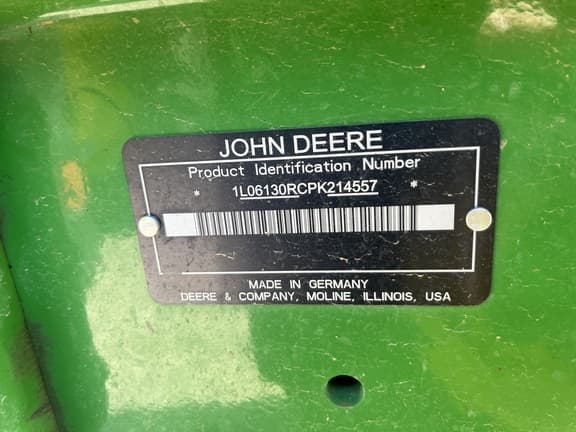 JOHN DEERE
Product Identification Number
* 1L06130RCPK214557 *
MADE IN GERMANY
DEERE & COMPANY, MOLINE, ILLINOIS, USA